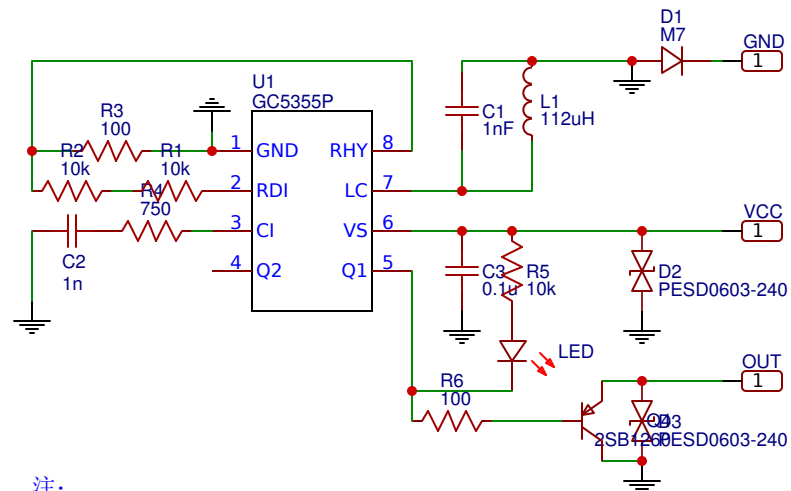 D1
M7
GND
1
U1
GC5355P
R3
100
C1
1nF
L1
112uH
1
GND
RHY
8
R2
10k
R1
10k
2
RDI
LC
7
R4
750
3
CI
VS
6
VCC
1
4
Q2
Q1
5
C2
1n
C3
0.1u
R5
10k
D2
PESD0603-240
LED
OUT
1
R6
100
D3
2SB1260
PESD0603-240
注：